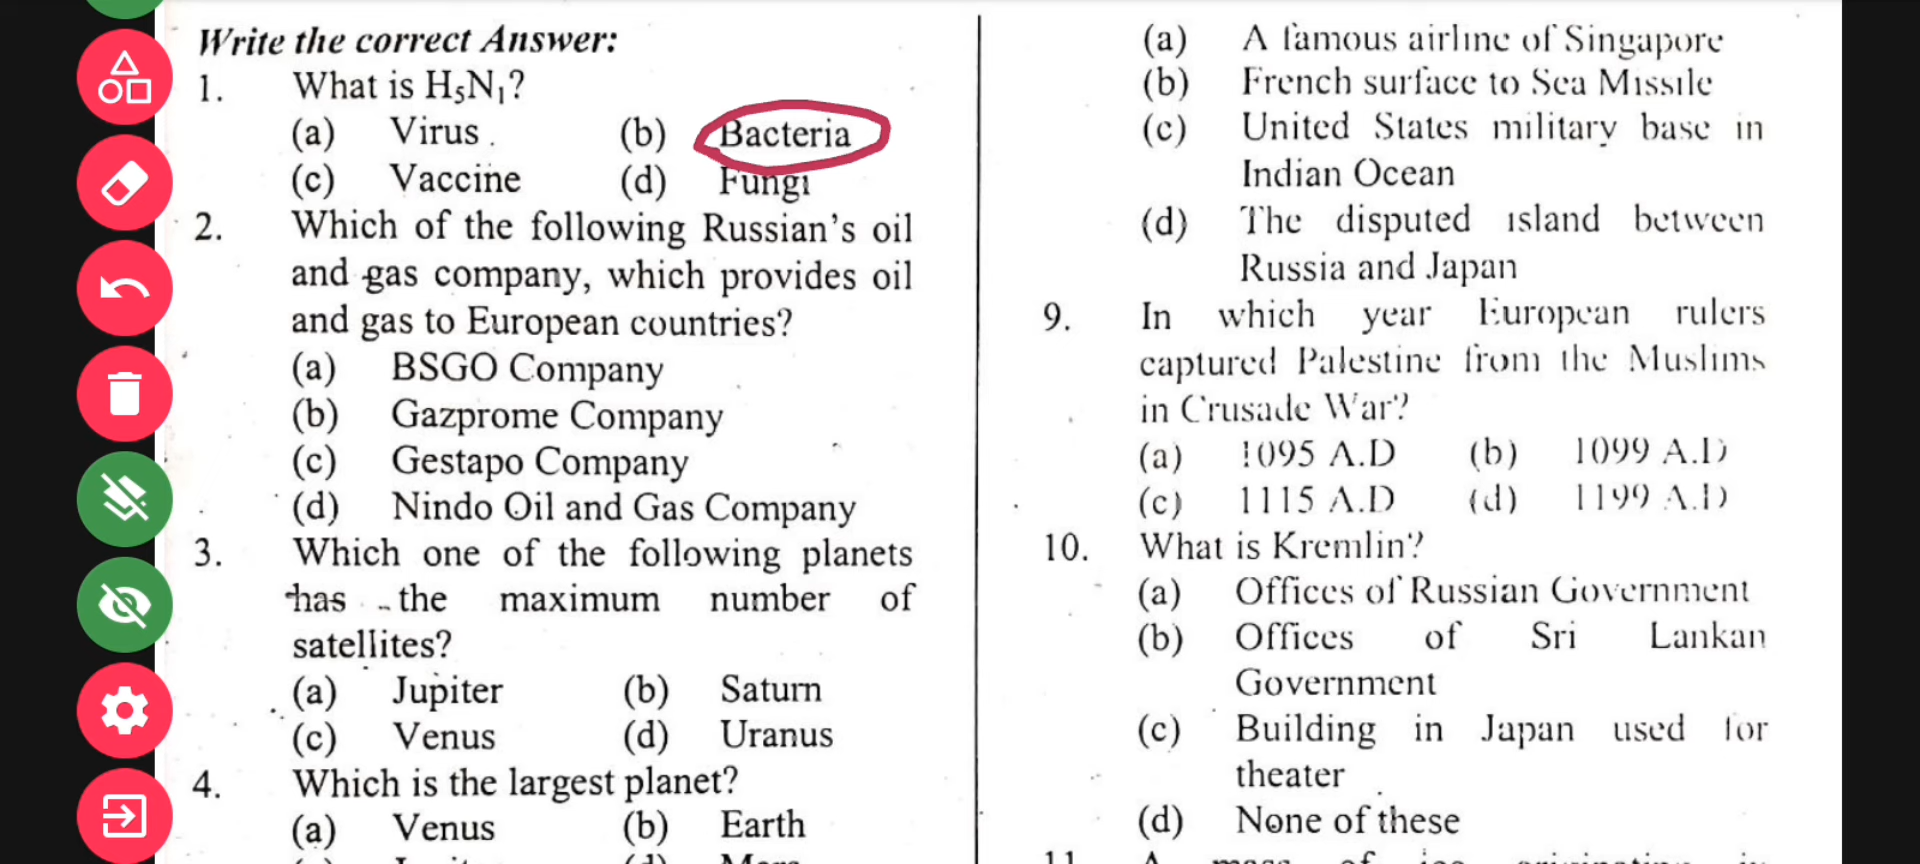 Write the correct Answer:
1. What is H₅N₁?
(a) Virus (b) Bacteria
(c) Vaccine (d) Fungi
2. Which of the following Russian's oil
and gas company, which provides oil
and gas to European countries?
(a) BSGO Company
(b) Gazprome Company
(c) Gestapo Company
(d) Nindo Oil and Gas Company
3. Which one of the following planets
has the maximum number of
satellites?
(a) Jupiter (b) Saturn
(c) Venus (d) Uranus
4. Which is the largest planet?
(a) Venus (b) Earth
(a) A famous airline of Singapore
(b) French surface to Sea Missile
(c) United States military base in
Indian Ocean
(d) The disputed island between
Russia and Japan
9. In which year European rulers
captured Palestine from the Muslims
in Crusade War?
(a) 1095 A.D (b) 1099 A.D
(c) 1115 A.D (d) 1199 A.D
10. What is Kremlin?
(a) Offices of Russian Government
(b) Offices of Sri Lankan
Government
(c) Building in Japan used for
theater
(d) None of these